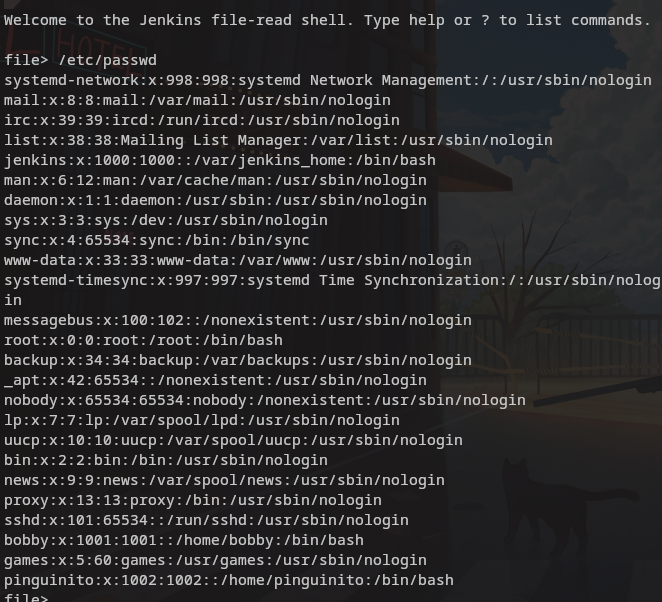 Welcome to the Jenkins file-read shell. Type help or ? to list commands.
file> /etc/passwd
systemd-network:x:998:998:systemd Network Management:/:/usr/sbin/nologin
mail:x:8:8:mail:/var/mail:/usr/sbin/nologin
irc:x:39:39:ircd:/run/ircd:/usr/sbin/nologin
list:x:38:38:Mailing List Manager:/var/list:/usr/sbin/nologin
jenkins:x:1000:1000::/var/jenkins_home:/bin/bash
man:x:6:12:man:/var/cache/man:/usr/sbin/nologin
daemon:x:1:1:daemon:/usr/sbin:/usr/sbin/nologin
sys:x:3:3:sys:/dev:/usr/sbin/nologin
sync:x:4:65534:sync:/bin:/bin/sync
www-data:x:33:33:www-data:/var/www:/usr/sbin/nologin
systemd-timesync:x:997:997:systemd Time Synchronization:/:/usr/sbin/nolog
in
messagebus:x:100:102::/nonexistent:/usr/sbin/nologin
root:x:0:0:root:/root:/bin/bash
backup:x:34:34:backup:/var/backups:/usr/sbin/nologin
_apt:x:42:65534::/nonexistent:/usr/sbin/nologin
nobody:x:65534:65534:nobody:/nonexistent:/usr/sbin/nologin
lp:x:7:7:lp:/var/spool/lpd:/usr/sbin/nologin
uucp:x:10:10:uucp:/var/spool/uucp:/usr/sbin/nologin
bin:x:2:2:bin:/bin:/usr/sbin/nologin
news:x:9:9:news:/var/spool/news:/usr/sbin/nologin
proxy:x:13:13:proxy:/bin:/usr/sbin/nologin
sshd:x:101:65534::/run/sshd:/usr/sbin/nologin
bobby:x:1001:1001::/home/bobby:/bin/bash
games:x:5:60:games:/usr/games:/usr/sbin/nologin
pinguinito:x:1002:1002::/home/pinguinito:/bin/bash
file>
HOTEL